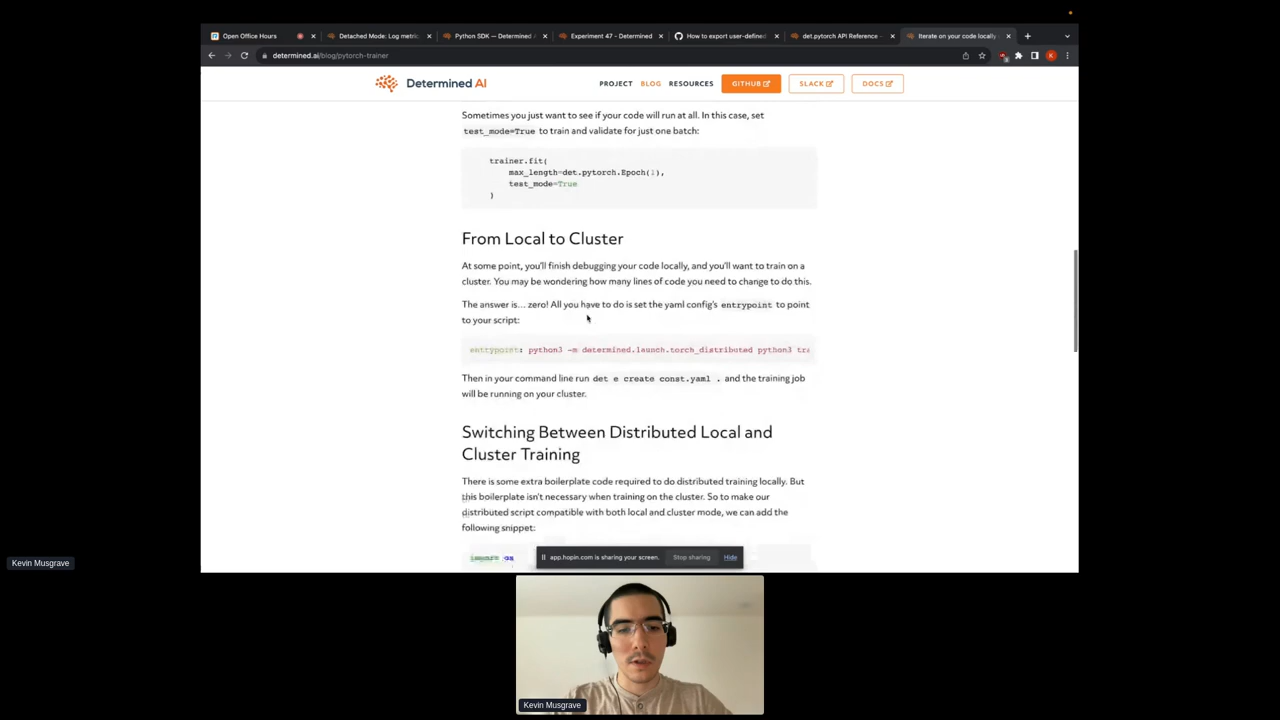 Open Office Hours
Detached Mode: Log metric
Python SDK — Determined
Experiment 47 - Determined
How to export user-defined
det.pytorch API Reference —
Iterate on your code locally
determined.ai/blog/pytorch-trainer
Determined AI
PROJECT BLOG RESOURCES GITHUB SLACK DOCS
Sometimes you just want to see if your code will run at all. In this case, set
test_mode=True to train and validate for just one batch:
trainer.fit(
max_length=det.pytorch.Epoch(1),
test_mode=True
)
From Local to Cluster
At some point, you'll finish debugging your code locally, and you'll want to train on a
cluster. You may be wondering how many lines of code you need to change to do this.
The answer is... zero! All you have to do is set the yaml config's entrypoint to point
to your script:
entrypoint: python3 -m determined.launch.torch_distributed python3 tra
Then in your command line run det e create const.yaml . and the training job
will be running on your cluster.
Switching Between Distributed Local and
Cluster Training
There is some extra boilerplate code required to do distributed training locally. But
this boilerplate isn't necessary when training on the cluster. So to make our
distributed script compatible with both local and cluster mode, we can add the
following snippet:
import os
app.hopin.com is sharing your screen. Stop sharing Hide
Kevin Musgrave
Kevin Musgrave